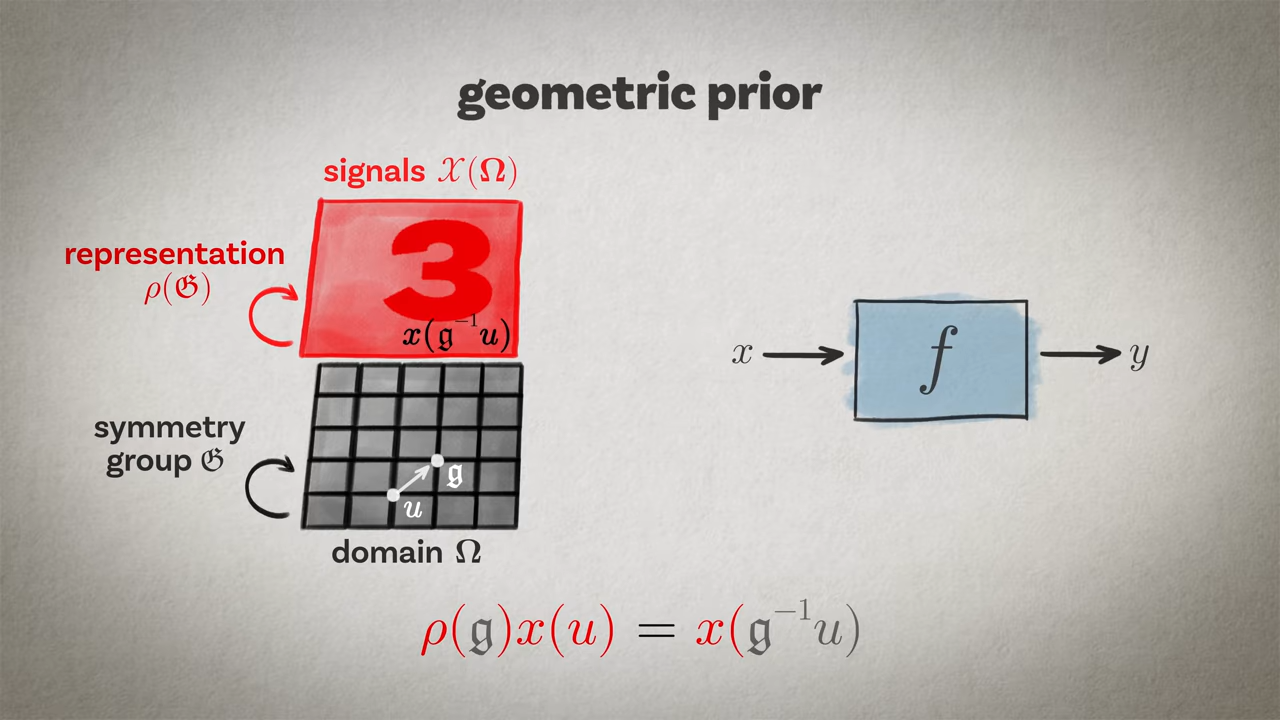 geometric prior
signals 𝒳(Ω)
3
x(𝔤⁻¹u)
representation
ρ(𝔊)
symmetry
group 𝔊
𝔤
u
domain Ω
x
f
y
ρ(𝔤)x(u) = x(𝔤⁻¹u)